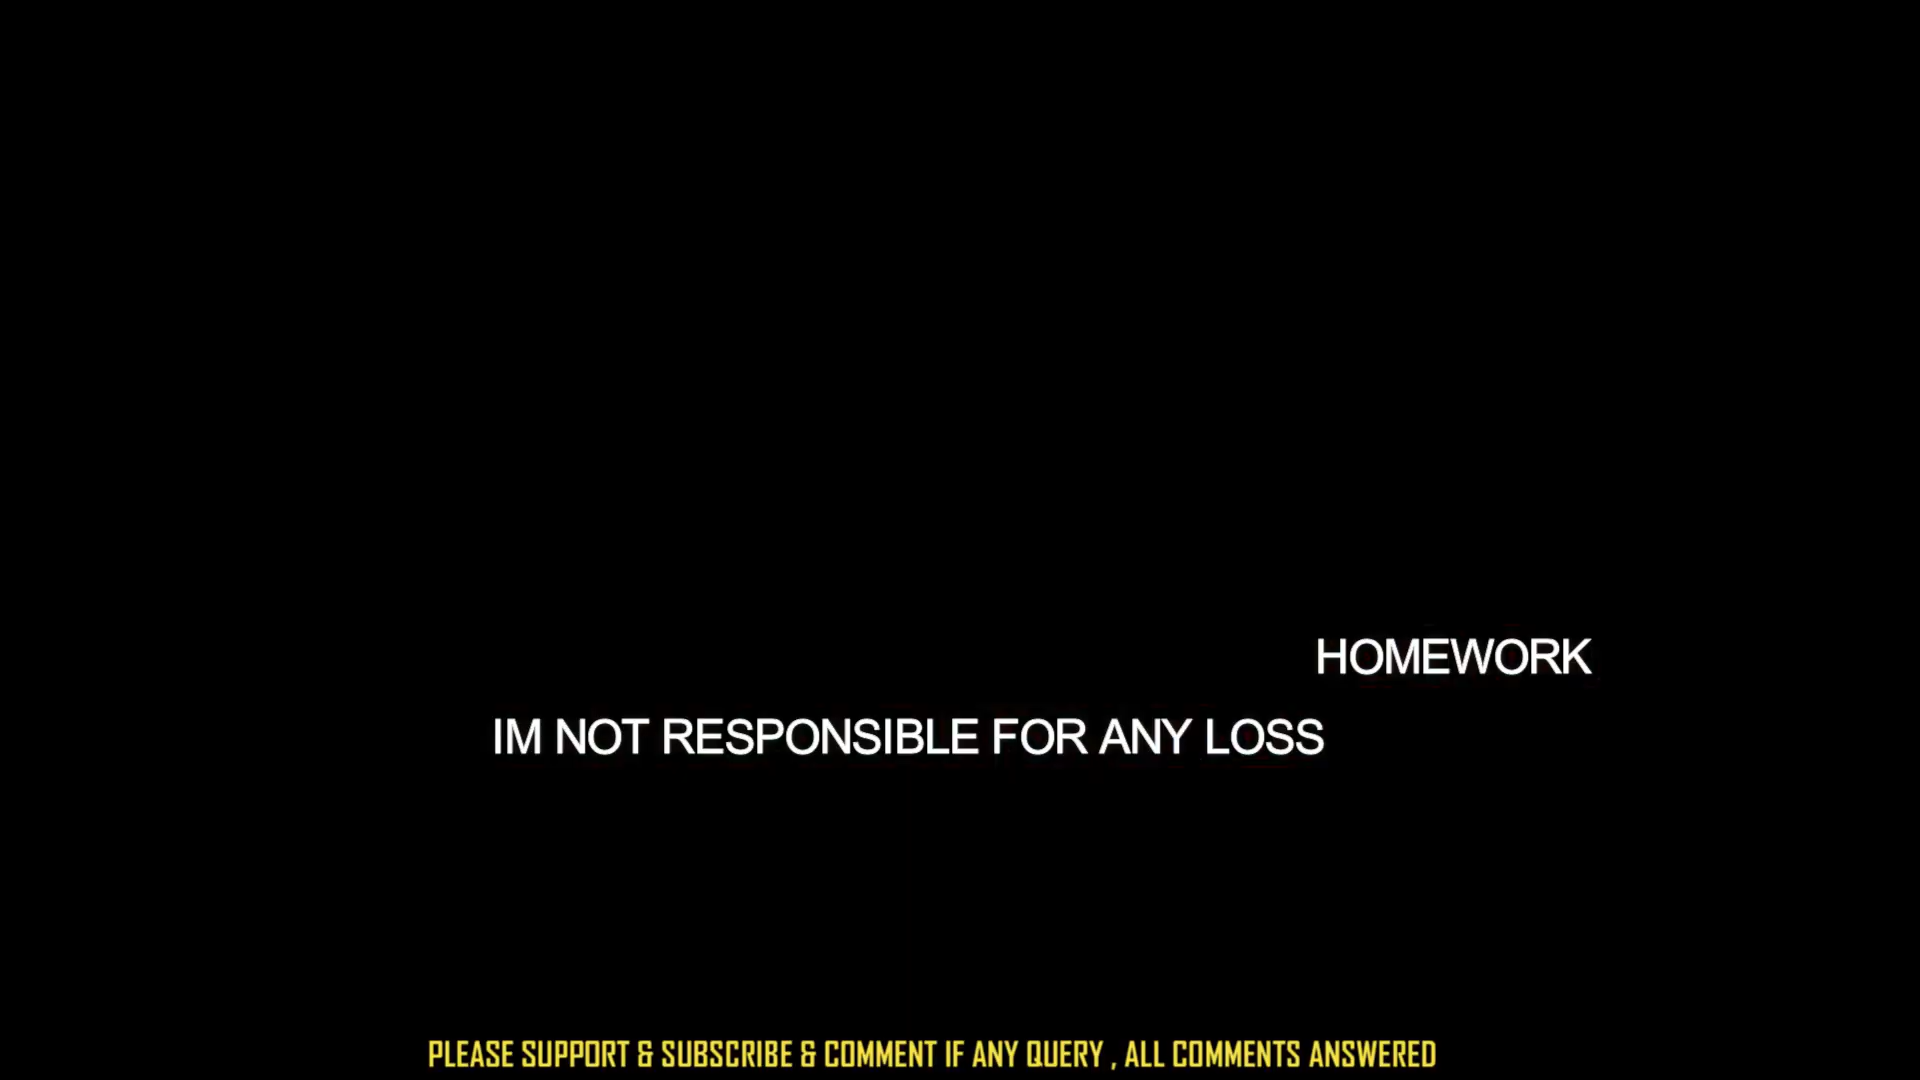 HOMEWORK
IM NOT RESPONSIBLE FOR ANY LOSS
PLEASE SUPPORT & SUBSCRIBE & COMMENT IF ANY QUERY , ALL COMMENTS ANSWERED